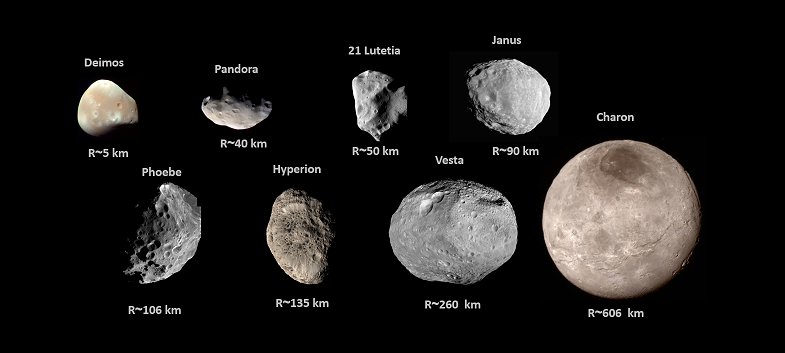 Deimos
R~5 km
Pandora
R~40 km
21 Lutetia
R~50 km
Janus
R~90 km
Phoebe
R~106 km
Hyperion
R~135 km
Vesta
R~260  km
Charon
R~606  km